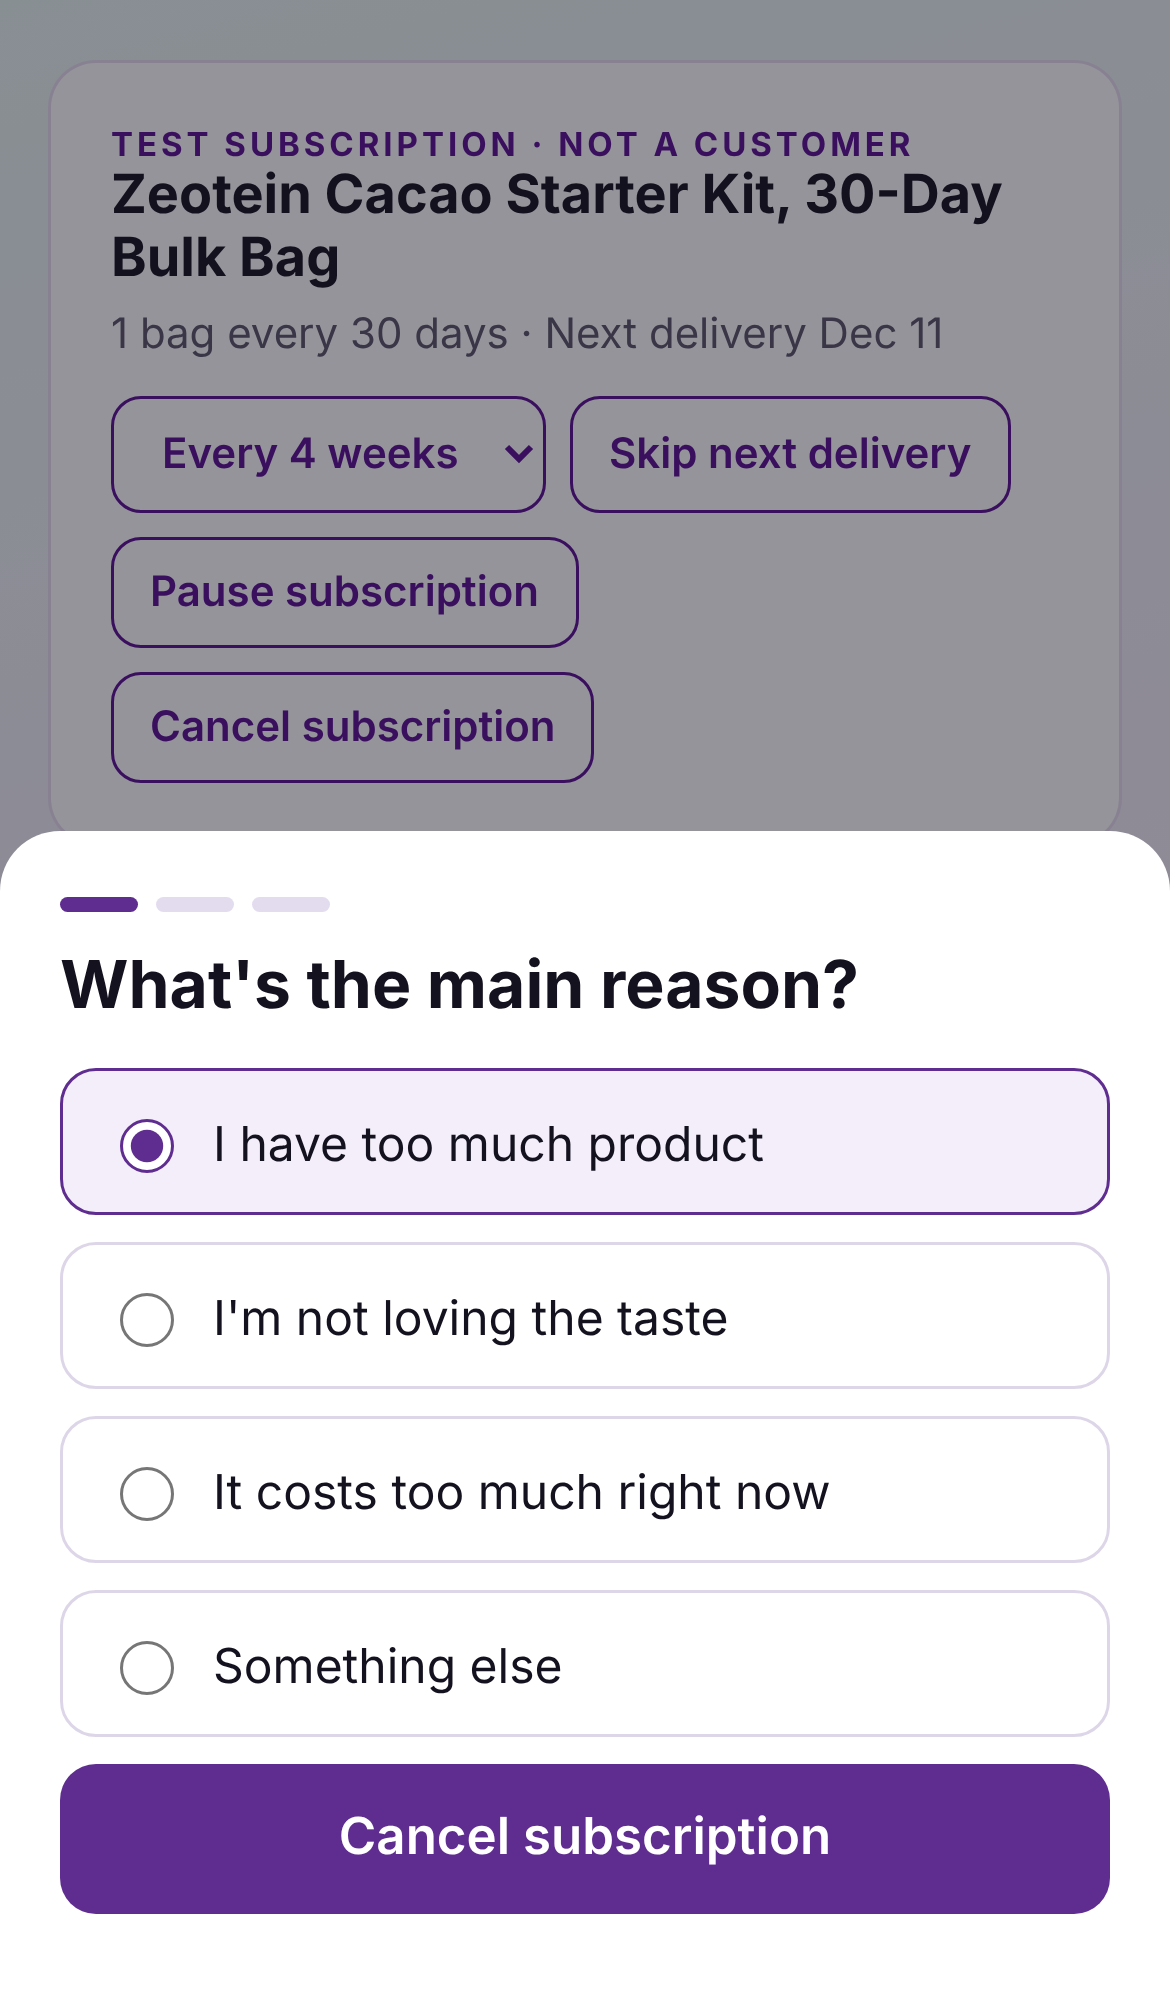 TEST SUBSCRIPTION · NOT A CUSTOMER
Zeotein Cacao Starter Kit, 30-Day
Bulk Bag
1 bag every 30 days · Next delivery Dec 11
Every 4 weeks
Skip next delivery
Pause subscription
Cancel subscription
What's the main reason?
I have too much product
I'm not loving the taste
It costs too much right now
Something else
Cancel subscription